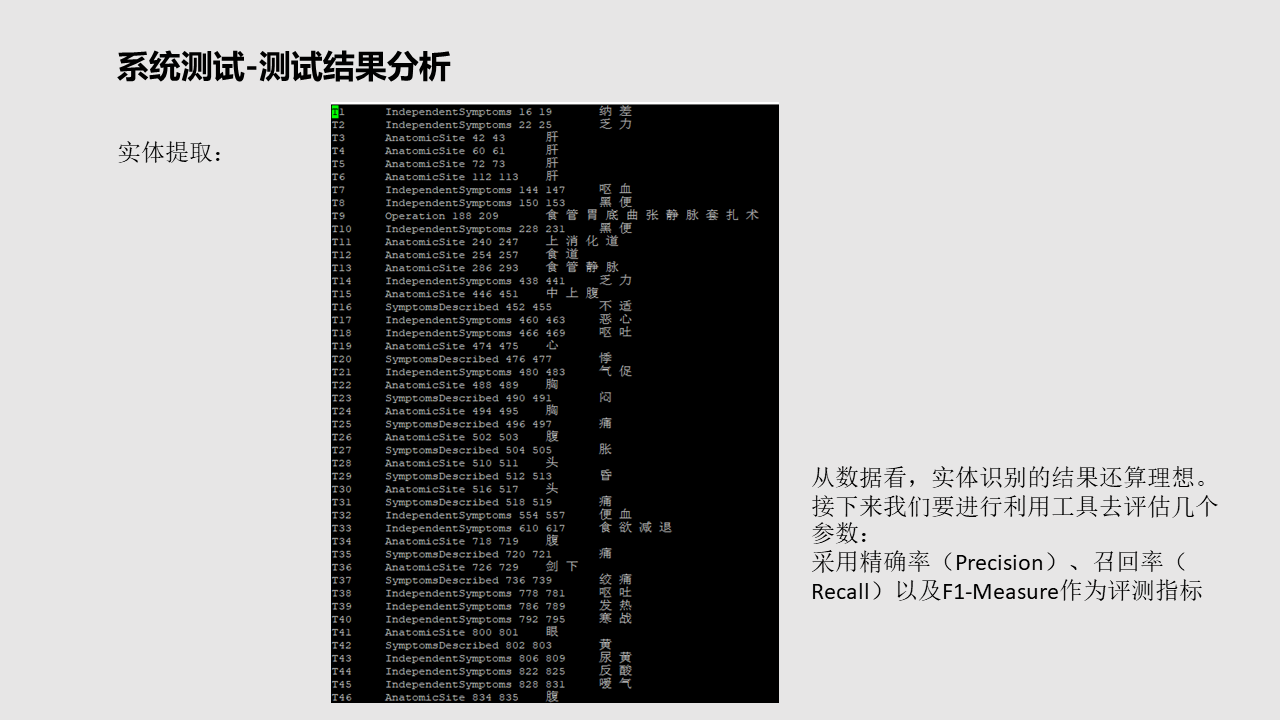 系统测试-测试结果分析
实体提取：
T1 IndependentSymptoms 16 19 纳 差
T2 IndependentSymptoms 22 25 乏 力
T3 AnatomicSite 42 43 肝
T4 AnatomicSite 60 61 肝
T5 AnatomicSite 72 73 肝
T6 AnatomicSite 112 113 肝
T7 IndependentSymptoms 144 147 呕 血
T8 IndependentSymptoms 150 153 黑 便
T9 Operation 188 209 食 管 胃 底 曲 张 静 脉 套 扎 术
T10 IndependentSymptoms 228 231 黑 便
T11 AnatomicSite 240 247 上 消 化 道
T12 AnatomicSite 254 257 食 道
T13 AnatomicSite 286 293 食 管 静 脉
T14 IndependentSymptoms 438 441 乏 力
T15 AnatomicSite 446 451 中 上 腹
T16 SymptomsDescribed 452 455 不 适
T17 IndependentSymptoms 460 463 恶 心
T18 IndependentSymptoms 466 469 呕 吐
T19 AnatomicSite 474 475 心
T20 SymptomsDescribed 476 477 悸
T21 IndependentSymptoms 480 483 气 促
T22 AnatomicSite 488 489 胸
T23 SymptomsDescribed 490 491 闷
T24 AnatomicSite 494 495 胸
T25 SymptomsDescribed 496 497 痛
T26 AnatomicSite 502 503 腹
T27 SymptomsDescribed 504 505 胀
T28 AnatomicSite 510 511 头
T29 SymptomsDescribed 512 513 昏
T30 AnatomicSite 516 517 头
T31 SymptomsDescribed 518 519 痛
T32 IndependentSymptoms 554 557 便 血
T33 IndependentSymptoms 610 617 食 欲 减 退
T34 AnatomicSite 718 719 腹
T35 SymptomsDescribed 720 721 痛
T36 AnatomicSite 726 729 剑 下
T37 SymptomsDescribed 736 739 绞 痛
T38 IndependentSymptoms 778 781 呕 吐
T39 IndependentSymptoms 786 789 发 热
T40 IndependentSymptoms 792 795 寒 战
T41 AnatomicSite 800 801 眼
T42 SymptomsDescribed 802 803 黄
T43 IndependentSymptoms 806 809 尿 黄
T44 IndependentSymptoms 822 825 反 酸
T45 IndependentSymptoms 828 831 嗳 气
T46 AnatomicSite 834 835 腹
从数据看，实体识别的结果还算理想。
接下来我们要进行利用工具去评估几个
参数：
采用精确率（Precision）、召回率（
Recall）以及F1-Measure作为评测指标